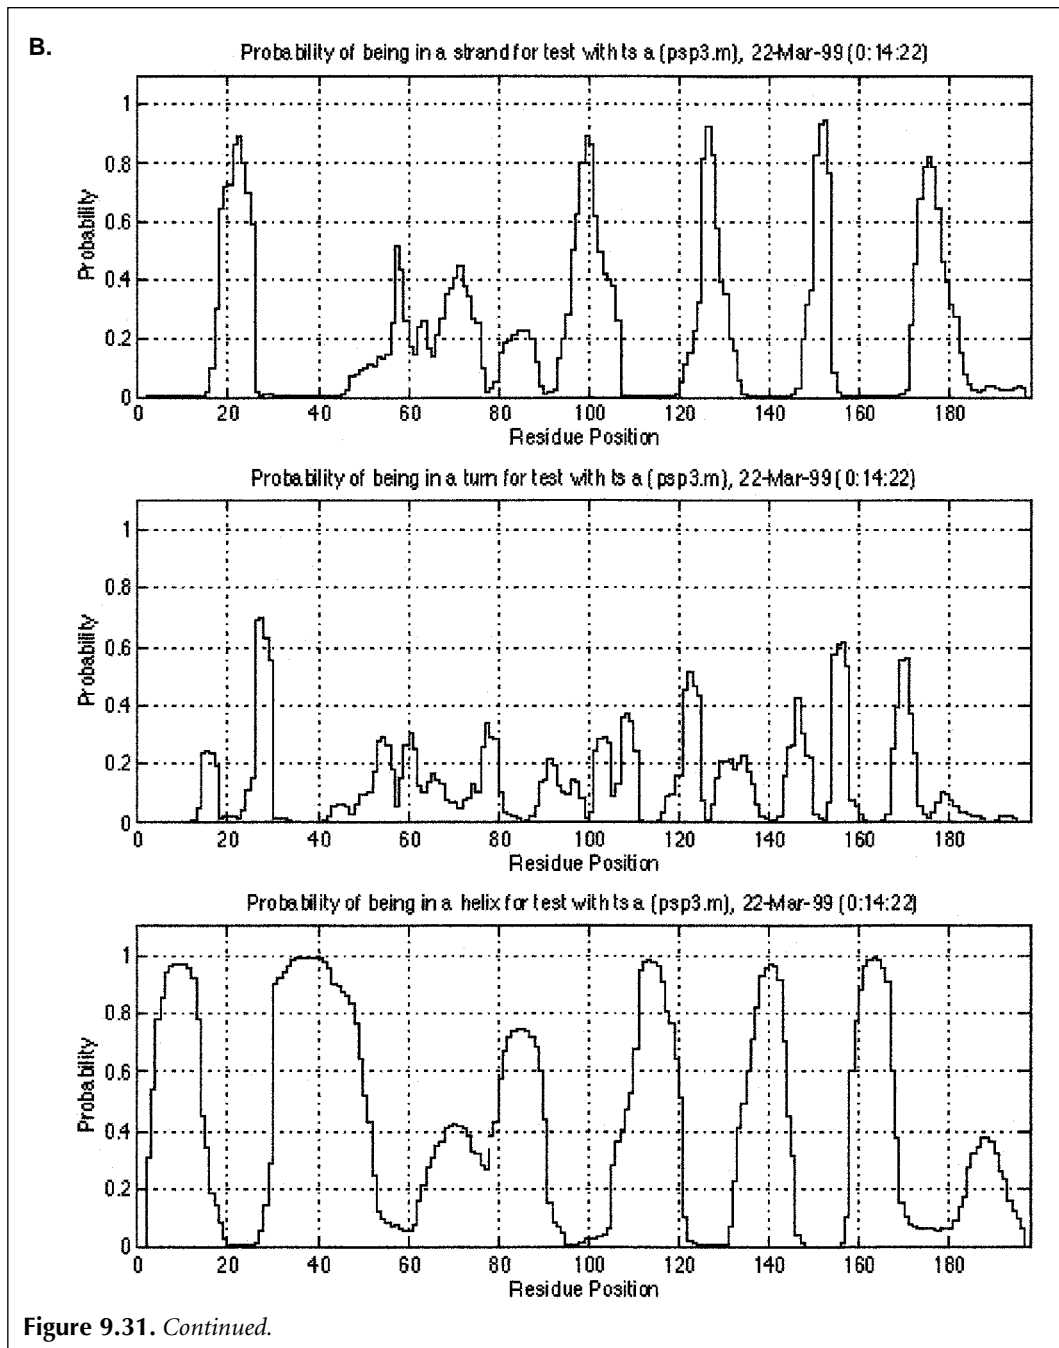 B.
Probability of being in a strand for test with ts a (psp3.m), 22-Mar-99 (0:14:22)
1
0.8
0.6
0.4
0.2
0
Probability
0 20 40 60 80 100 120 140 160 180
Residue Position
Probability of being in a turn for test with ts a (psp3.m), 22-Mar-99 (0:14:22)
1
0.8
0.6
0.4
0.2
0
Probability
0 20 40 60 80 100 120 140 160 180
Residue Position
Probability of being in a helix for test with ts a (psp3.m), 22-Mar-99 (0:14:22)
1
0.8
0.6
0.4
0.2
0
Probability
0 20 40 60 80 100 120 140 160 180
Residue Position
Figure 9.31. Continued.